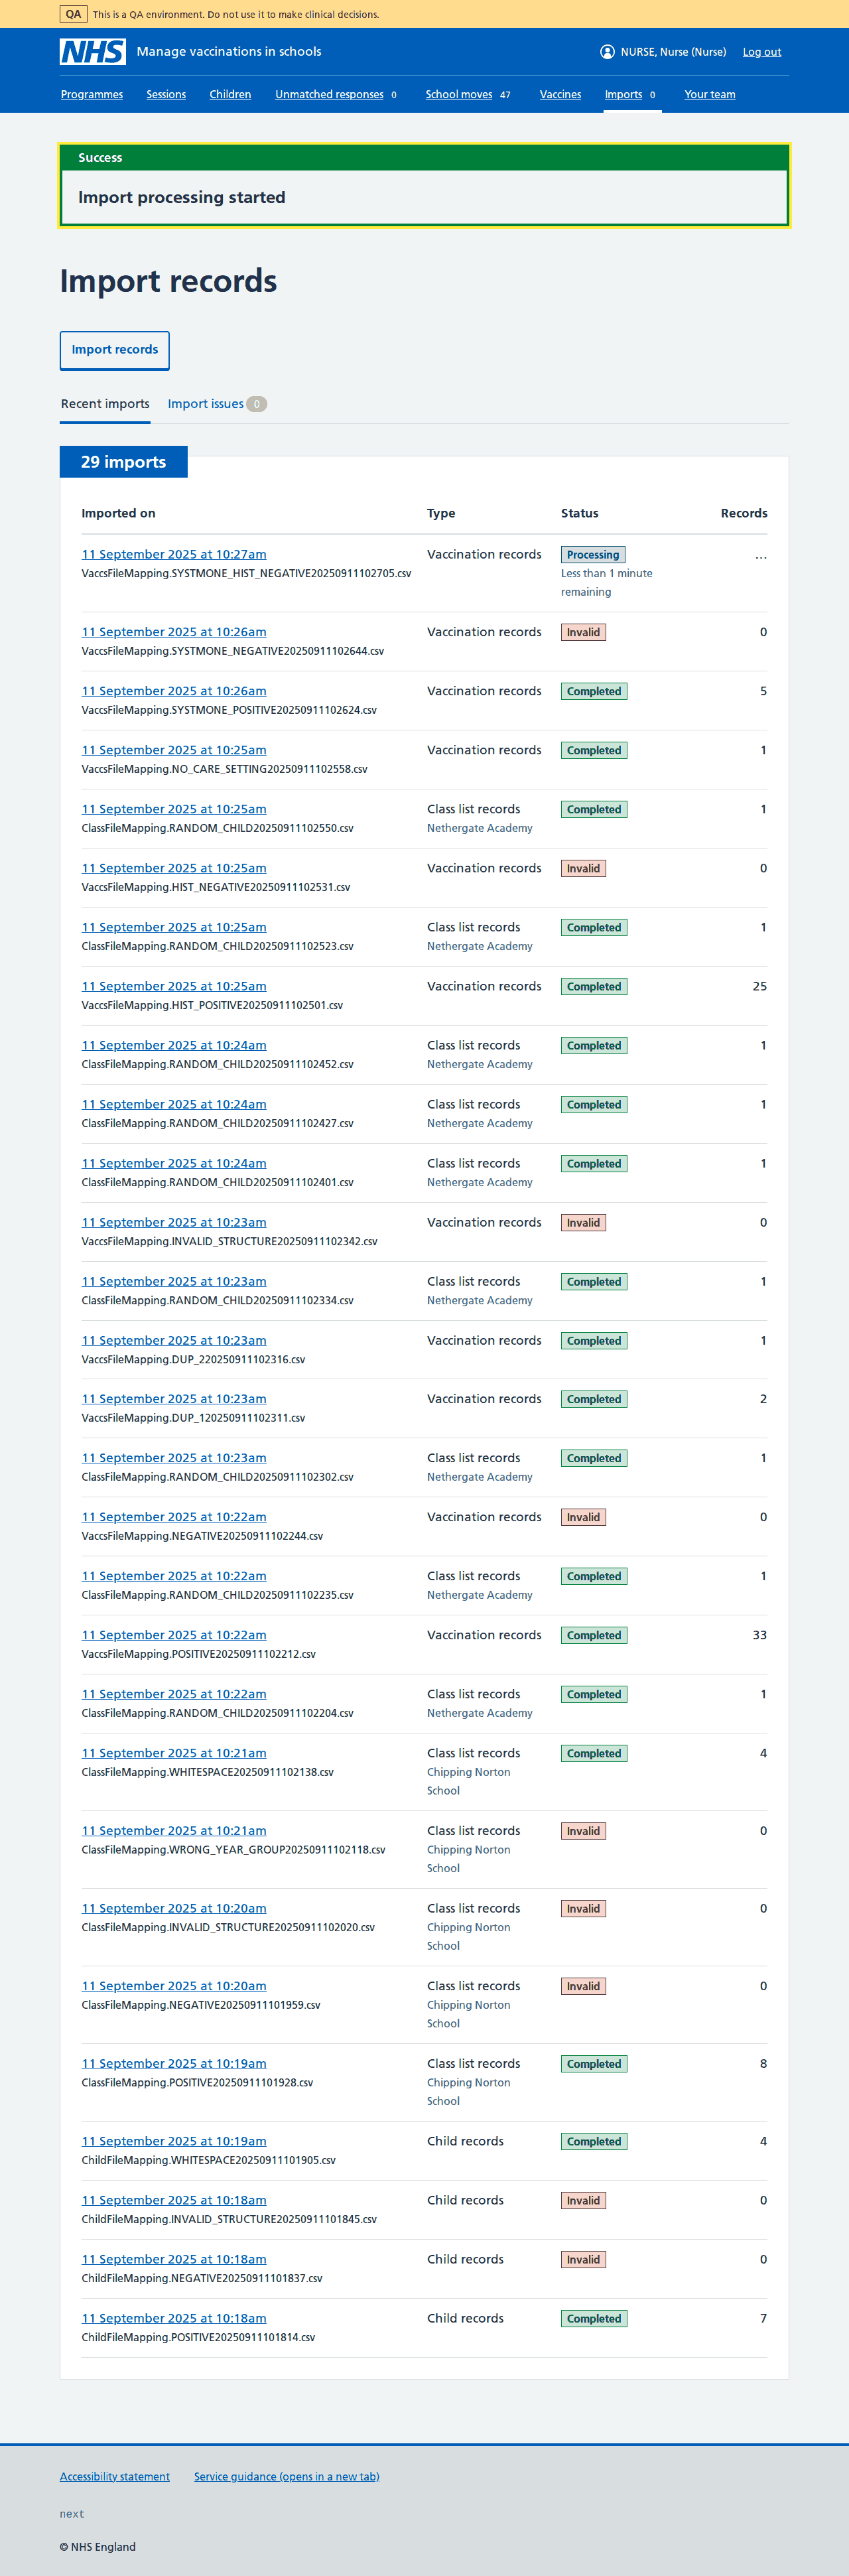 QA This is a QA environment. Do not use it to make clinical decisions.
NHS Manage vaccinations in schools NURSE, Nurse (Nurse) Log out
Programmes Sessions Children Unmatched responses 0 School moves 47 Vaccines Imports 0 Your team
Success
Import processing started
Import records
Import records
Recent imports Import issues 0
29 imports
Imported on Type Status Records
11 September 2025 at 10:27am Vaccination records Processing ...
VaccsFileMapping.SYSTMONE_HIST_NEGATIVE20250911102705.csv Less than 1 minute
remaining
11 September 2025 at 10:26am Vaccination records Invalid 0
VaccsFileMapping.SYSTMONE_NEGATIVE20250911102644.csv
11 September 2025 at 10:26am Vaccination records Completed 5
VaccsFileMapping.SYSTMONE_POSITIVE20250911102624.csv
11 September 2025 at 10:25am Vaccination records Completed 1
VaccsFileMapping.NO_CARE_SETTING20250911102558.csv
11 September 2025 at 10:25am Class list records Completed 1
ClassFileMapping.RANDOM_CHILD20250911102550.csv Nethergate Academy
11 September 2025 at 10:25am Vaccination records Invalid 0
VaccsFileMapping.HIST_NEGATIVE20250911102531.csv
11 September 2025 at 10:25am Class list records Completed 1
ClassFileMapping.RANDOM_CHILD20250911102523.csv Nethergate Academy
11 September 2025 at 10:25am Vaccination records Completed 25
VaccsFileMapping.HIST_POSITIVE20250911102501.csv
11 September 2025 at 10:24am Class list records Completed 1
ClassFileMapping.RANDOM_CHILD20250911102452.csv Nethergate Academy
11 September 2025 at 10:24am Class list records Completed 1
ClassFileMapping.RANDOM_CHILD20250911102427.csv Nethergate Academy
11 September 2025 at 10:24am Class list records Completed 1
ClassFileMapping.RANDOM_CHILD20250911102401.csv Nethergate Academy
11 September 2025 at 10:23am Vaccination records Invalid 0
VaccsFileMapping.INVALID_STRUCTURE20250911102342.csv
11 September 2025 at 10:23am Class list records Completed 1
ClassFileMapping.RANDOM_CHILD20250911102334.csv Nethergate Academy
11 September 2025 at 10:23am Vaccination records Completed 1
VaccsFileMapping.DUP_220250911102316.csv
11 September 2025 at 10:23am Vaccination records Completed 2
VaccsFileMapping.DUP_120250911102311.csv
11 September 2025 at 10:23am Class list records Completed 1
ClassFileMapping.RANDOM_CHILD20250911102302.csv Nethergate Academy
11 September 2025 at 10:22am Vaccination records Invalid 0
VaccsFileMapping.NEGATIVE20250911102244.csv
11 September 2025 at 10:22am Class list records Completed 1
ClassFileMapping.RANDOM_CHILD20250911102235.csv Nethergate Academy
11 September 2025 at 10:22am Vaccination records Completed 33
VaccsFileMapping.POSITIVE20250911102212.csv
11 September 2025 at 10:22am Class list records Completed 1
ClassFileMapping.RANDOM_CHILD20250911102204.csv Nethergate Academy
11 September 2025 at 10:21am Class list records Completed 4
ClassFileMapping.WHITESPACE20250911102138.csv Chipping Norton
School
11 September 2025 at 10:21am Class list records Invalid 0
ClassFileMapping.WRONG_YEAR_GROUP20250911102118.csv Chipping Norton
School
11 September 2025 at 10:20am Class list records Invalid 0
ClassFileMapping.INVALID_STRUCTURE20250911102020.csv Chipping Norton
School
11 September 2025 at 10:20am Class list records Invalid 0
ClassFileMapping.NEGATIVE20250911101959.csv Chipping Norton
School
11 September 2025 at 10:19am Class list records Completed 8
ClassFileMapping.POSITIVE20250911101928.csv Chipping Norton
School
11 September 2025 at 10:19am Child records Completed 4
ChildFileMapping.WHITESPACE20250911101905.csv
11 September 2025 at 10:18am Child records Invalid 0
ChildFileMapping.INVALID_STRUCTURE20250911101845.csv
11 September 2025 at 10:18am Child records Invalid 0
ChildFileMapping.NEGATIVE20250911101837.csv
11 September 2025 at 10:18am Child records Completed 7
ChildFileMapping.POSITIVE20250911101814.csv
Accessibility statement Service guidance (opens in a new tab)
next
© NHS England